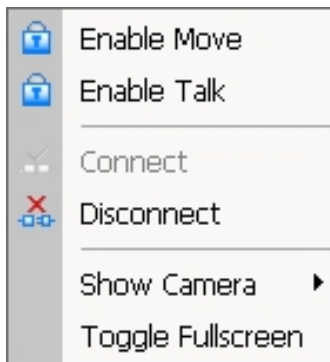 Enable Move
Enable Talk
Connect
Disconnect
Show Camera
Toggle Fullscreen